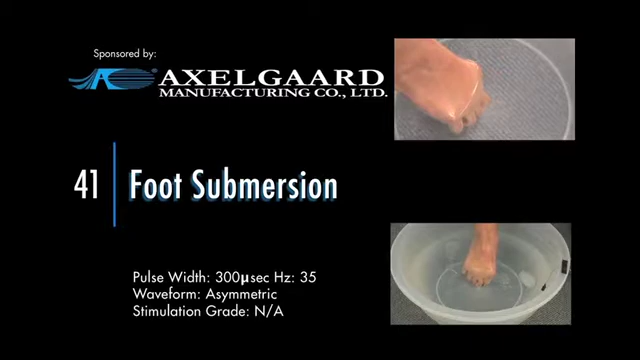 Sponsored by:
AXELGAARD
MANUFACTURING CO., LTD.
41 Foot Submersion
Pulse Width: 300µsec Hz: 35
Waveform: Asymmetric
Stimulation Grade: N/A